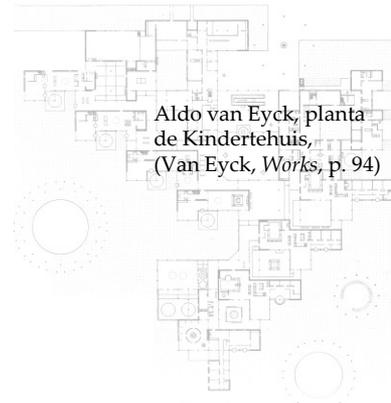 Aldo van Eyck, planta
de Kindertehuis,
(Van Eyck, Works, p. 94)